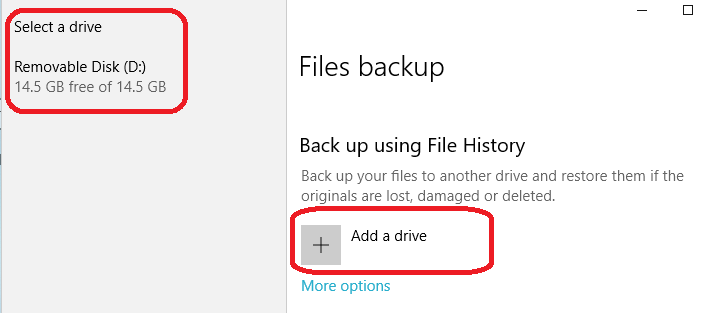 Select a drive
Removable Disk (D:)
14.5 GB free of 14.5 GB
Files backup
Back up using File History
Back up your files to another drive and restore them if the
originals are lost, damaged or deleted.
Add a drive
More options